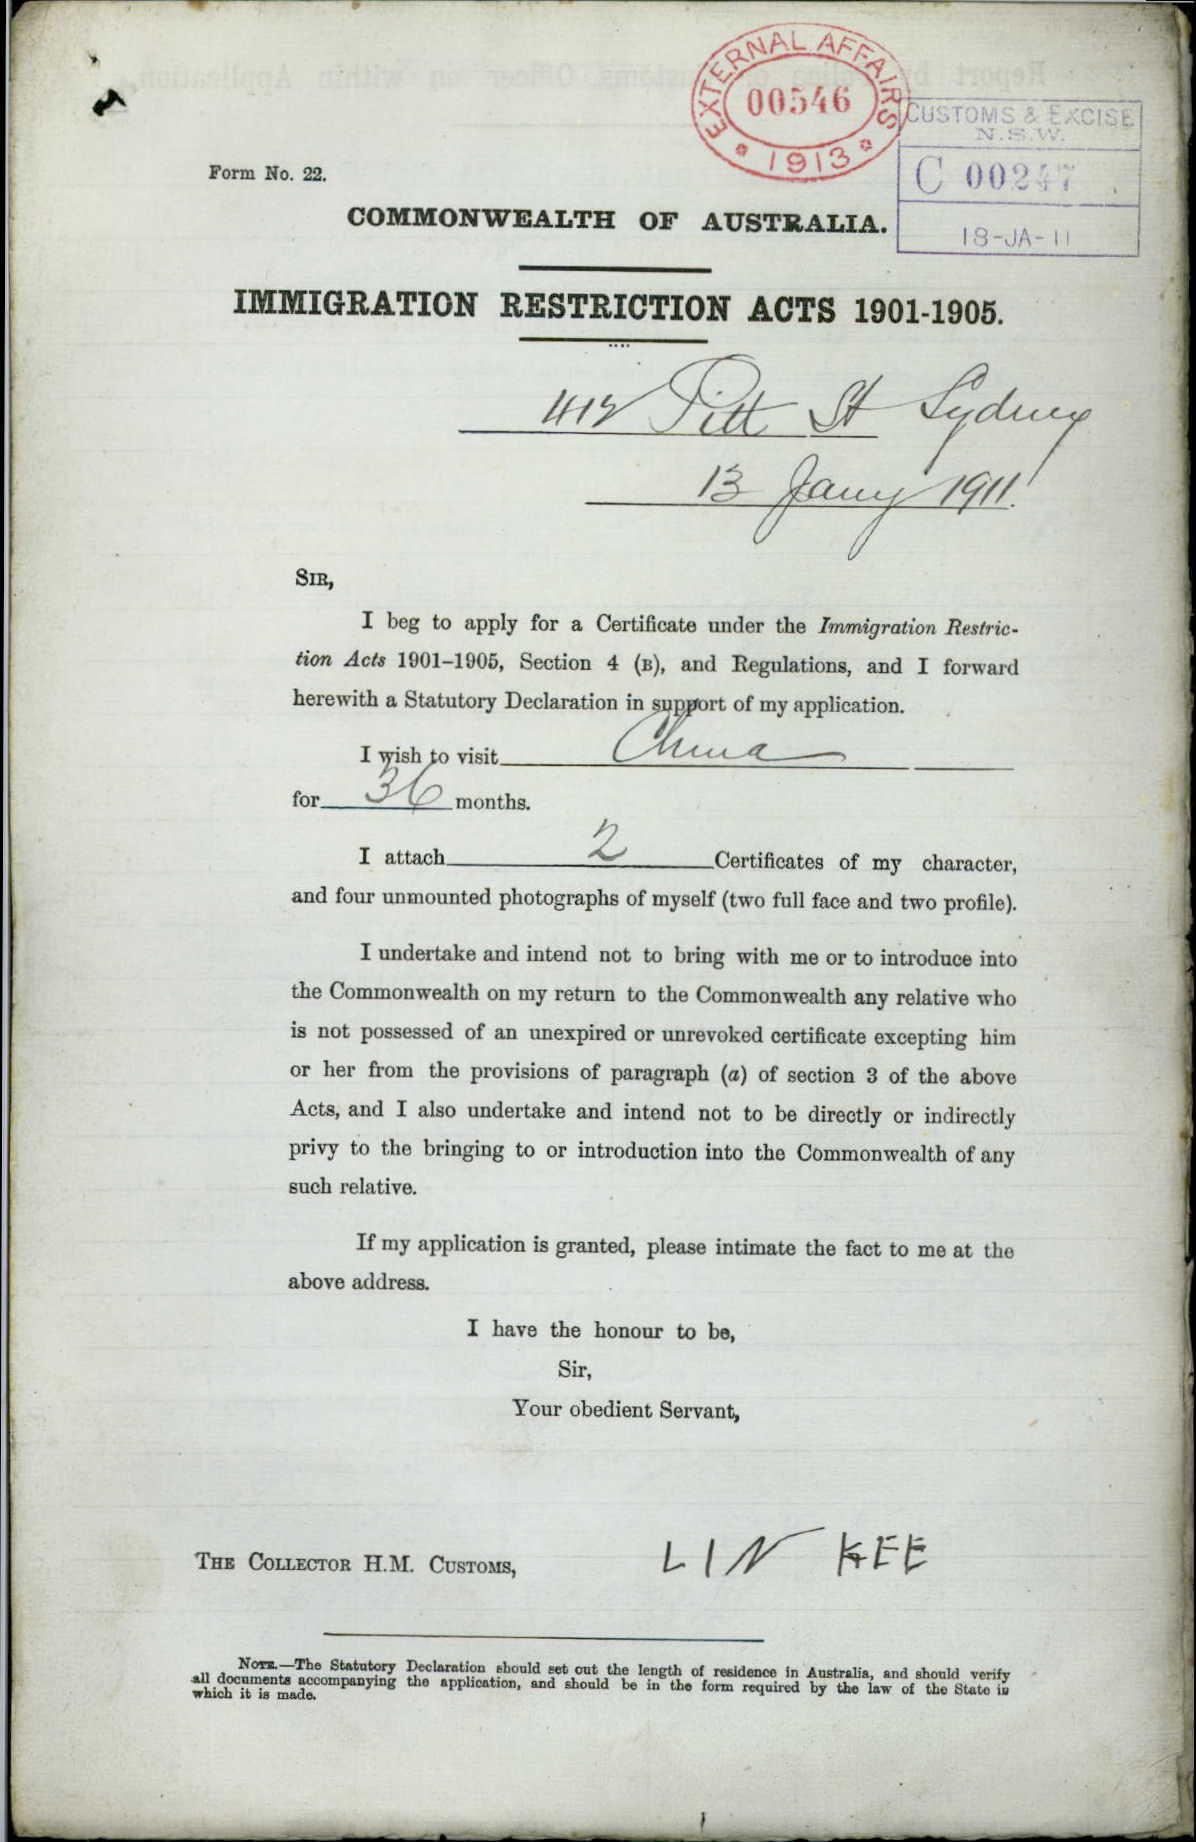 EXTERNAL AFFAIRS
00546
1913
CUSTOMS & EXCISE
N.S.W.
C 00247
18-JA-11
Form No. 22.
COMMONWEALTH OF AUSTRALIA.
IMMIGRATION RESTRICTION ACTS 1901-1905.
412 Pitt St Sydney
13 Jany 1911.
SIR,
I beg to apply for a Certificate under the Immigration Restric-
tion Acts 1901–1905, Section 4 (B), and Regulations, and I forward
herewith a Statutory Declaration in support of my application.
I wish to visit China
for 36 months.
I attach 2 Certificates of my character,
and four unmounted photographs of myself (two full face and two profile).
I undertake and intend not to bring with me or to introduce into
the Commonwealth on my return to the Commonwealth any relative who
is not possessed of an unexpired or unrevoked certificate excepting him
or her from the provisions of paragraph (a) of section 3 of the above
Acts, and I also undertake and intend not to be directly or indirectly
privy to the bringing to or introduction into the Commonwealth of any
such relative.
If my application is granted, please intimate the fact to me at the
above address.
I have the honour to be,
Sir,
Your obedient Servant,
THE COLLECTOR H.M. CUSTOMS, LIN KEE
NOTE.—The Statutory Declaration should set out the length of residence in Australia, and should verify
all documents accompanying the application, and should be in the form required by the law of the State in
which it is made.